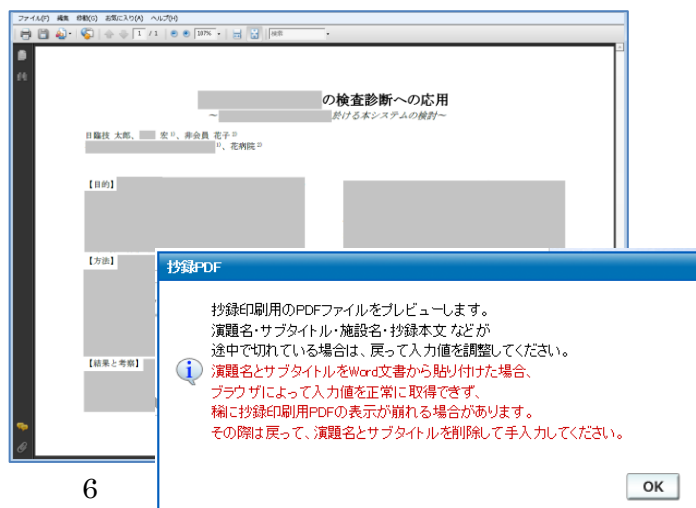 ファイル(F) 編集 移動(G) お気に入り(A) ヘルプ(H)
1 / 1 107% 検索
の検査診断への応用
～ 於ける本システムの検討～
日臨技 太郎、 宏 1)、非会員 花子 2)
1)、花病院 2)
【目的】
【方法】
【結果と考察】
抄録PDF
抄録印刷用のPDFファイルをプレビューします。
演題名・サブタイトル・施設名・抄録本文 などが
途中で切れている場合は、戻って入力値を調整してください。
演題名とサブタイトルをWord文書から貼り付けた場合、
ブラウザによって入力値を正常に取得できず、
稀に抄録印刷用PDFの表示が崩れる場合があります。
その際は戻って、演題名とサブタイトルを削除して手入力してください。
OK
6